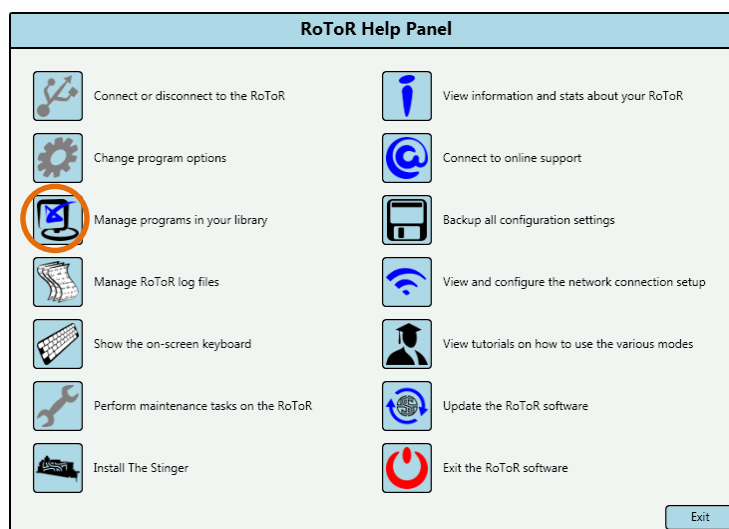 RoToR Help Panel
Connect or disconnect to the RoToR
Change program options
Manage programs in your library
Manage RoToR log files
Show the on-screen keyboard
Perform maintenance tasks on the RoToR
Install The Stinger
View information and stats about your RoToR
Connect to online support
Backup all configuration settings
View and configure the network connection setup
View tutorials on how to use the various modes
Update the RoToR software
Exit the RoToR software
Exit